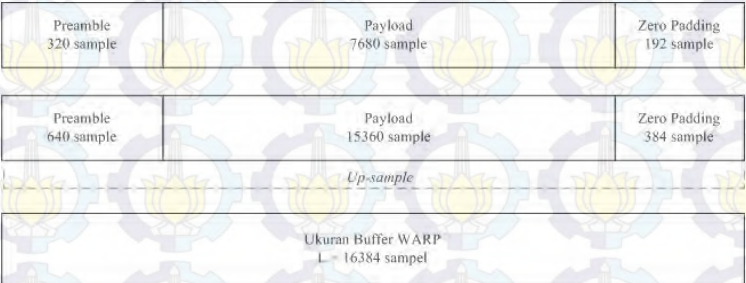 Preamble
320 sample
Payload
7680 sample
Zero Padding
192 sample
Preamble
640 sample
Payload
15360 sample
Zero Padding
384 sample
Up-sample
Ukuran Buffer WARP
L = 16384 sampel